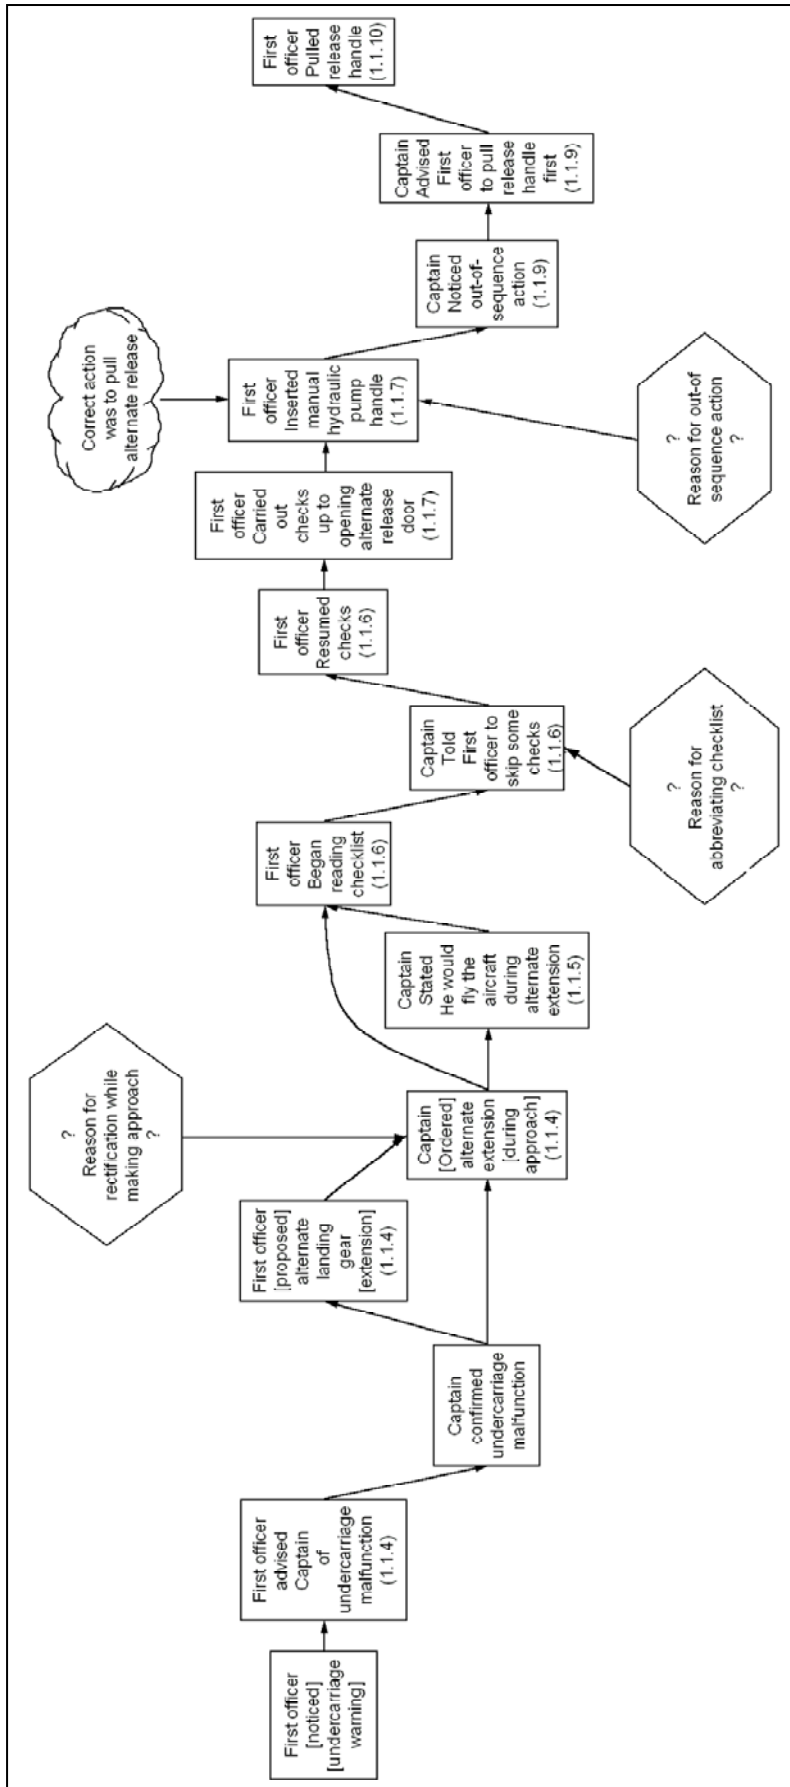 First officer
[noticed]
[undercarriage
warning]
First officer
advised
Captain
of
undercarriage
malfunction
(1.1.4)
Captain
confirmed
undercarriage
malfunction
First officer
[proposed]
alternate
landing
gear
[extension]
(1.1.4)
?
Reason for
rectification while
making approach
?
Captain
[Ordered]
alternate
extension
[during
approach]
(1.1.4)
Captain
Stated
He would
fly the
aircraft
during
alternate
extension
(1.1.5)
First
officer
Began
reading
checklist
(1.1.6)
Captain
Told
First
officer to
skip some
checks
(1.1.6)
?
Reason for
abbreviating checklist
?
First
officer
Resumed
checks
(1.1.6)
First
officer
Carried
out
checks
up to
opening
alternate
release
door
(1.1.7)
Correct action
was to pull
alternate release
First
officer
Inserted
manual
hydraulic
pump
handle
(1.1.7)
?
Reason for out-of
sequence action
?
Captain
Noticed
out-of-
sequence
action
(1.1.9)
Captain
Advised
First
officer
to pull
release
handle
first
(1.1.9)
First
officer
Pulled
release
handle
(1.1.10)